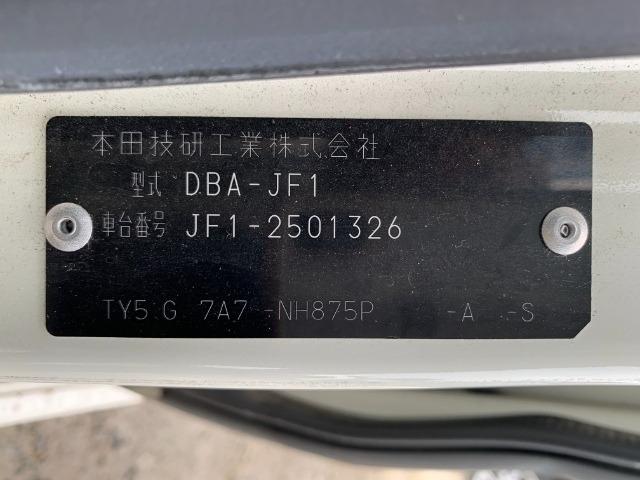 本田技研工業株式会社
型式 DBA-JF1
車台番号 JF1-2501326
TY5 G 7A7 -NH875P -A -S